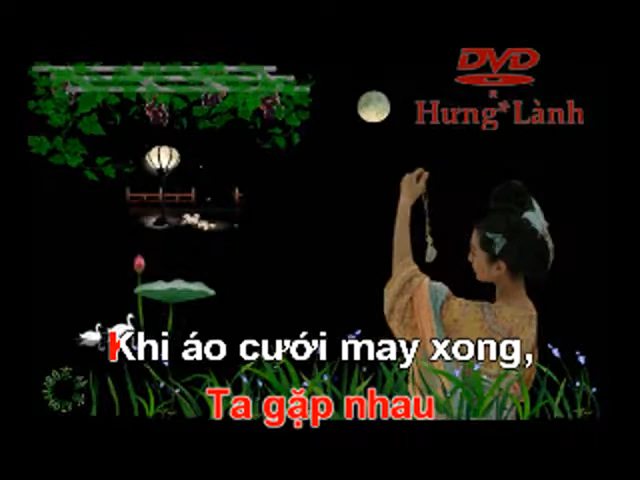 DVD
R
Hưng*Lành
Khi áo cưới may xong,
Ta gặp nhau